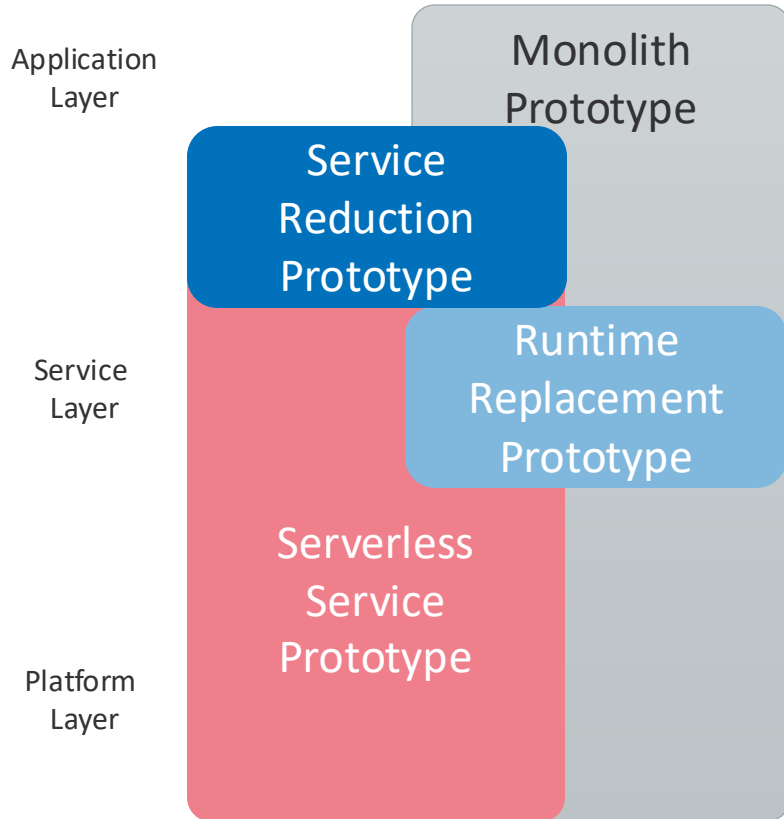 Application
Layer
Monolith
Prototype
Service
Reduction
Prototype
Service
Layer
Runtime
Replacement
Prototype
Serverless
Service
Prototype
Platform
Layer